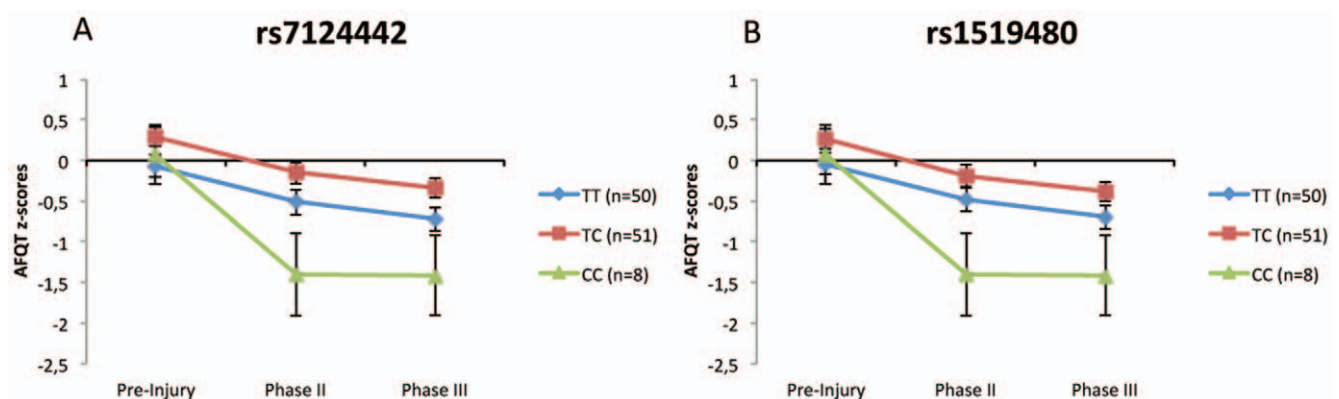 A
rs7124442
AFQT z-scores
1
0,5
0
-0,5
-1
-1,5
-2
-2,5
Pre-Injury Phase II Phase III
TT (n=50)
TC (n=51)
CC (n=8)
B
rs1519480
AFQT z-scores
1
0,5
0
-0,5
-1
-1,5
-2
-2,5
Pre-Injury Phase II Phase III
TT (n=50)
TC (n=51)
CC (n=8)